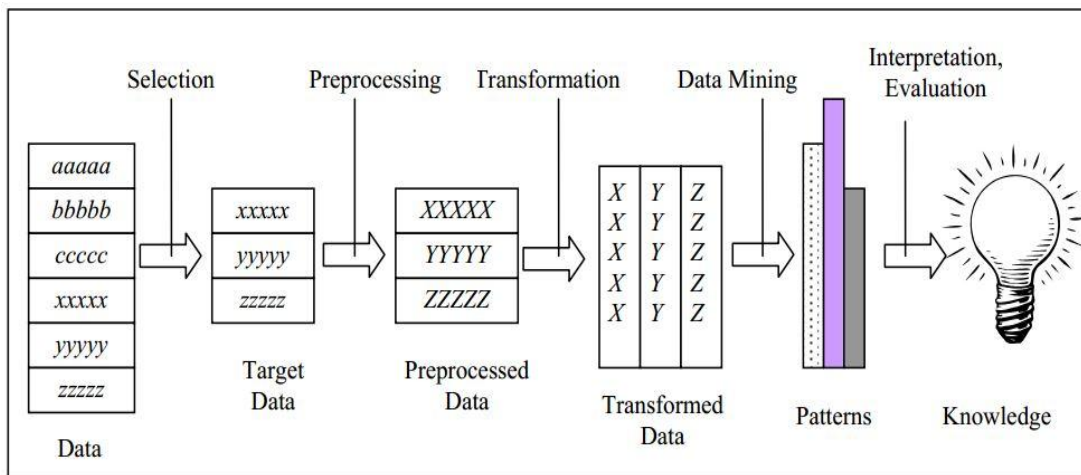 Selection
Preprocessing
Transformation
Data Mining
Interpretation,
Evaluation
aaaaa
bbbbb
ccccc
xxxxx
yyyyy
zzzzz
Data
xxxxx
yyyyy
zzzzz
Target
Data
XXXXX
YYYYY
ZZZZZ
Preprocessed
Data
X Y Z
X Y Z
X Y Z
X Y Z
X Y Z
Transformed
Data
Patterns
Knowledge